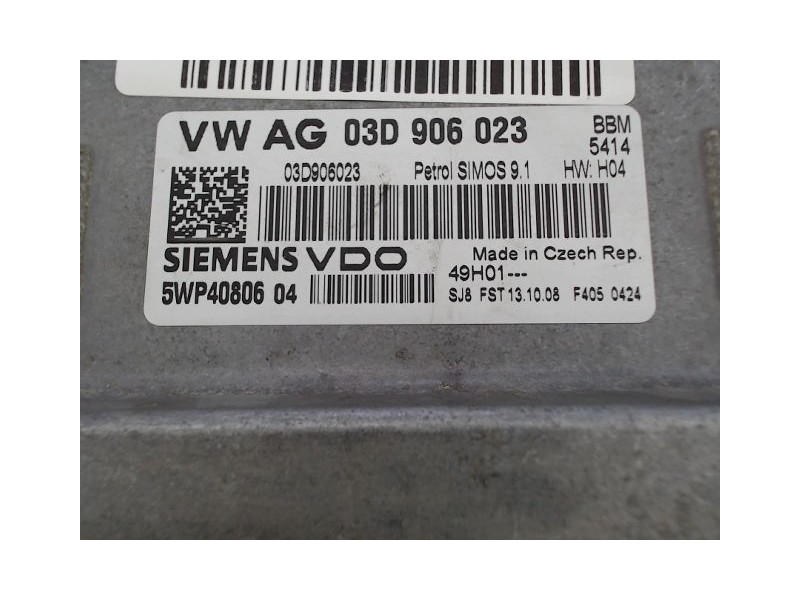 VW AG 03D 906 023 BBM
5414
03D906023 Petrol SIMOS 9.1 HW: H04
SIEMENS VDO Made in Czech Rep.
49H01---
5WP40806 04 SJ8 FST 13.10.08 F405 0424